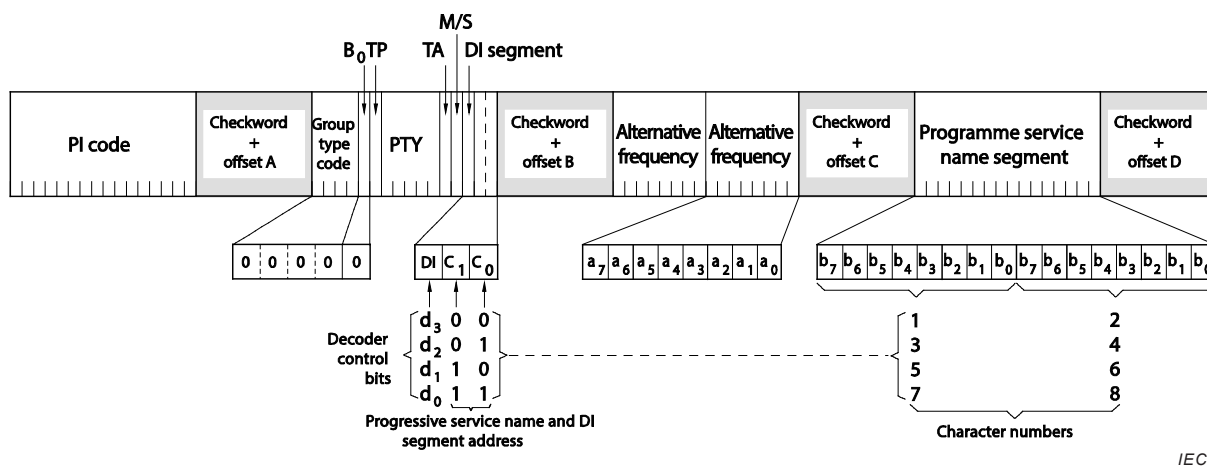 M/S
B0 TP TA DI segment
PI code
Checkword + offset A
Group type code
PTY
Checkword + offset B
Alternative frequency
Alternative frequency
Checkword + offset C
Programme service name segment
Checkword + offset D
0 0 0 0 0
DI C1 C0
a7 a6 a5 a4 a3 a2 a1 a0
b7 b6 b5 b4 b3 b2 b1 b0 b7 b6 b5 b4 b3 b2 b1 b0
Decoder control bits
d3 0 0
d2 0 1
d1 1 0
d0 1 1
1 2
3 4
5 6
7 8
Progressive service name and DI
segment address
Character numbers
IEC